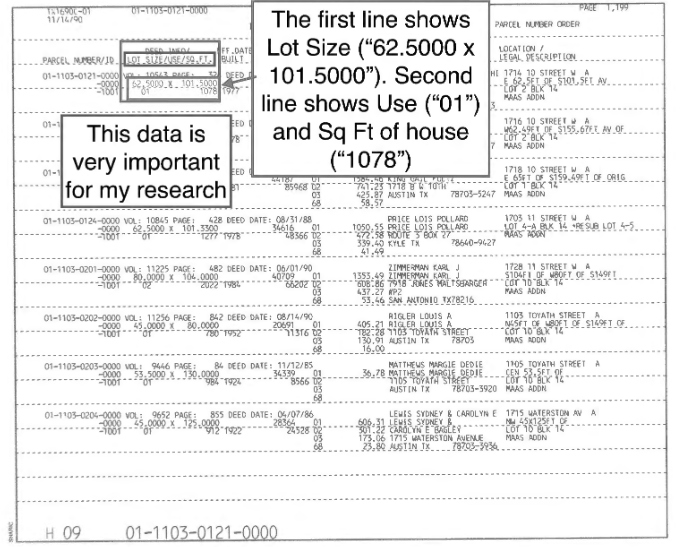 141690L-01 01-1103-0121-0000 PAGE 1,199
11/14/90 PARCEL NUMBER ORDER
The first line shows
Lot Size (“62.5000 x
101.5000”). Second
line shows Use (“01”)
and Sq Ft of house
(“1078”)
DEED INFO/ FT.DATE LOCATION /
PARCEL NUMBER/ID LOT SIZE/USE/SQ.FT. BUILT LEGAL DESCRIPTION
01-1103-0121-0000 VOL: 10543 PAGE: 32 DEED D 1714 10 STREET W A
-0000 62.5000 x 101.5000 E 62.5FT OF S101.5FT AV
-1001 01 1078 1977 LOT 2 BLK 14
MAAS ADDN
This data is
very important
for my research
1716 10 STREET W A
W62.49FT OF S155.67FT AV OF
LOT 2 BLK 14
MAAS ADDN
1718 10 STREET W A
44187 01 1584.46 E 65FT OF S159.49FT OF ORIG
85968 02 741.23 1718 W 10TH LOT 1 BLK 14
03 425.87 AUSTIN TX 78703-5247 MAAS ADDN
68 58.57
01-1103-0124-0000 VOL: 10845 PAGE: 428 DEED DATE: 08/31/88 PRICE LOIS POLLARD 1703 11 STREET W A
-0000 62.5000 x 101.3300 34616 01 1050.55 PRICE LOIS POLLARD LOT 4-A BLK 14 *RESUB LOT 4-5
-1001 01 1277 1978 48366 02 472.58 ROUTE 3 BOX 27 MAAS ADDN
03 339.40 KYLE TX 78640-9427
68 41.49
01-1103-0201-0000 VOL: 11225 PAGE: 482 DEED DATE: 06/01/90 ZIMMERMAN KARL J 1728 11 STREET W A
-0000 80.0000 x 104.0000 40709 01 1353.49 ZIMMERMAN KARL J S104FT OF W80FT OF S149FT
-1001 02 2022 1984 66202 02 608.86 7918 JONES MALTSBARGER LOT 10 BLK 14
03 437.27 #P2 MAAS ADDN
68 53.46 SAN ANTONIO TX78216
01-1103-0202-0000 VOL: 11256 PAGE: 842 DEED DATE: 08/14/90 RIGLER LOUIS A 1103 TOYATH STREET A
-0000 45.0000 x 80.0000 20691 01 405.21 RIGLER LOUIS A N45FT OF W80FT OF S149FT OF
-1001 01 780 1952 11316 02 182.28 1103 TOYATH ST LOT 10 BLK 14
03 130.91 AUSTIN TX 78703 MAAS ADDN
68 16.00
01-1103-0203-0000 VOL: 9446 PAGE: 84 DEED DATE: 11/12/85 MATTHEWS MARGIE DEDIE 1105 TOYATH STREET A
-0000 53.5000 x 130.0000 34339 01 36.78 MATTHEWS MARGIE DEDIE CEN 53.5FT OF
-1001 01 984 1924 8566 02 1105 TOYATH STREET LOT 10 BLK 14
AUSTIN TX 78703-3920 MAAS ADDN
01-1103-0204-0000 VOL: 9652 PAGE: 855 DEED DATE: 04/07/86 LEWIS SYDNEY & CAROLYN E 1715 WATERSTON AV A
-0000 45.0000 x 125.0000 28364 01 606.31 LEWIS SYDNEY & NW 45X125FT OF
-1001 01 912 1922 24528 02 301.22 CAROLYN E BAGLEY LOT 10 BLK 14
03 173.06 1715 WATERSTON AVENUE MAAS ADDN
68 23.80 AUSTIN TX 78703-3936
H 09 01-1103-0121-0000